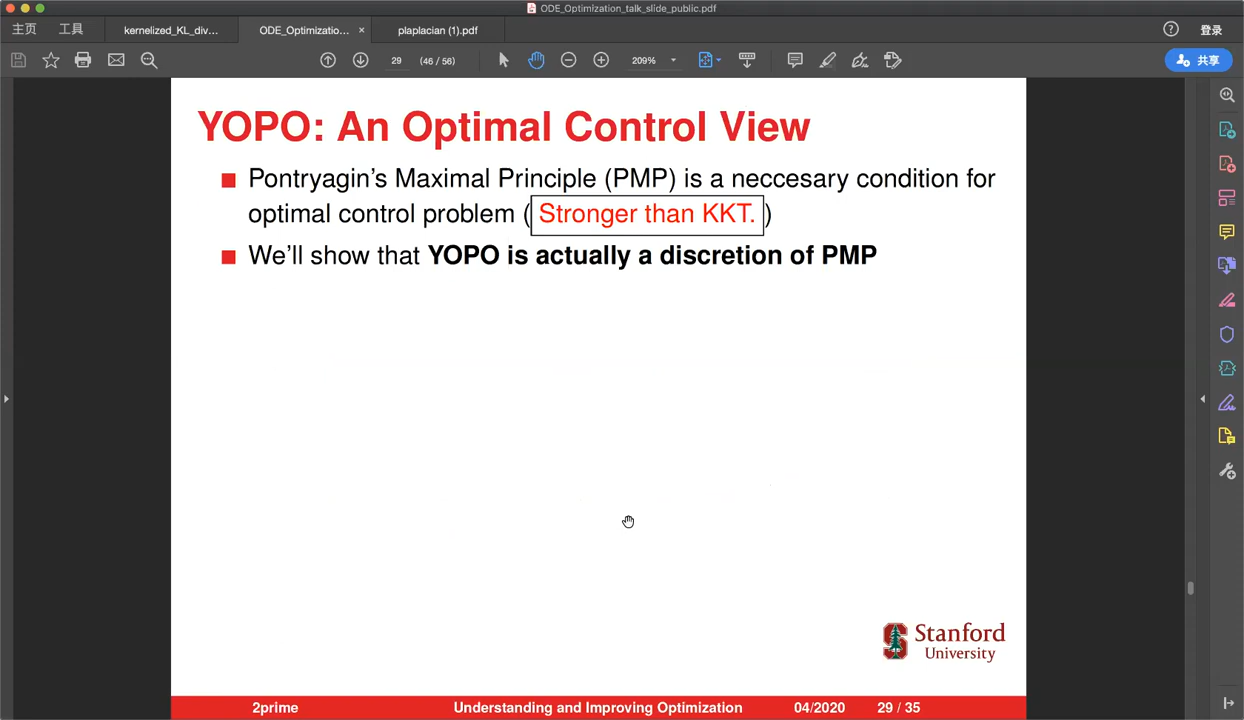 ODE_Optimization_talk_slide_public.pdf
主页
工具
kernelized_KL_div...
ODE_Optimizatio...
×
plaplacian (1).pdf
登录
29
(46 / 56)
209%
共享
YOPO: An Optimal Control View
Pontryagin's Maximal Principle (PMP) is a neccesary condition for
optimal control problem ( Stronger than KKT. )
We'll show that YOPO is actually a discretion of PMP
Stanford
University
2prime
Understanding and Improving Optimization
04/2020
29 / 35